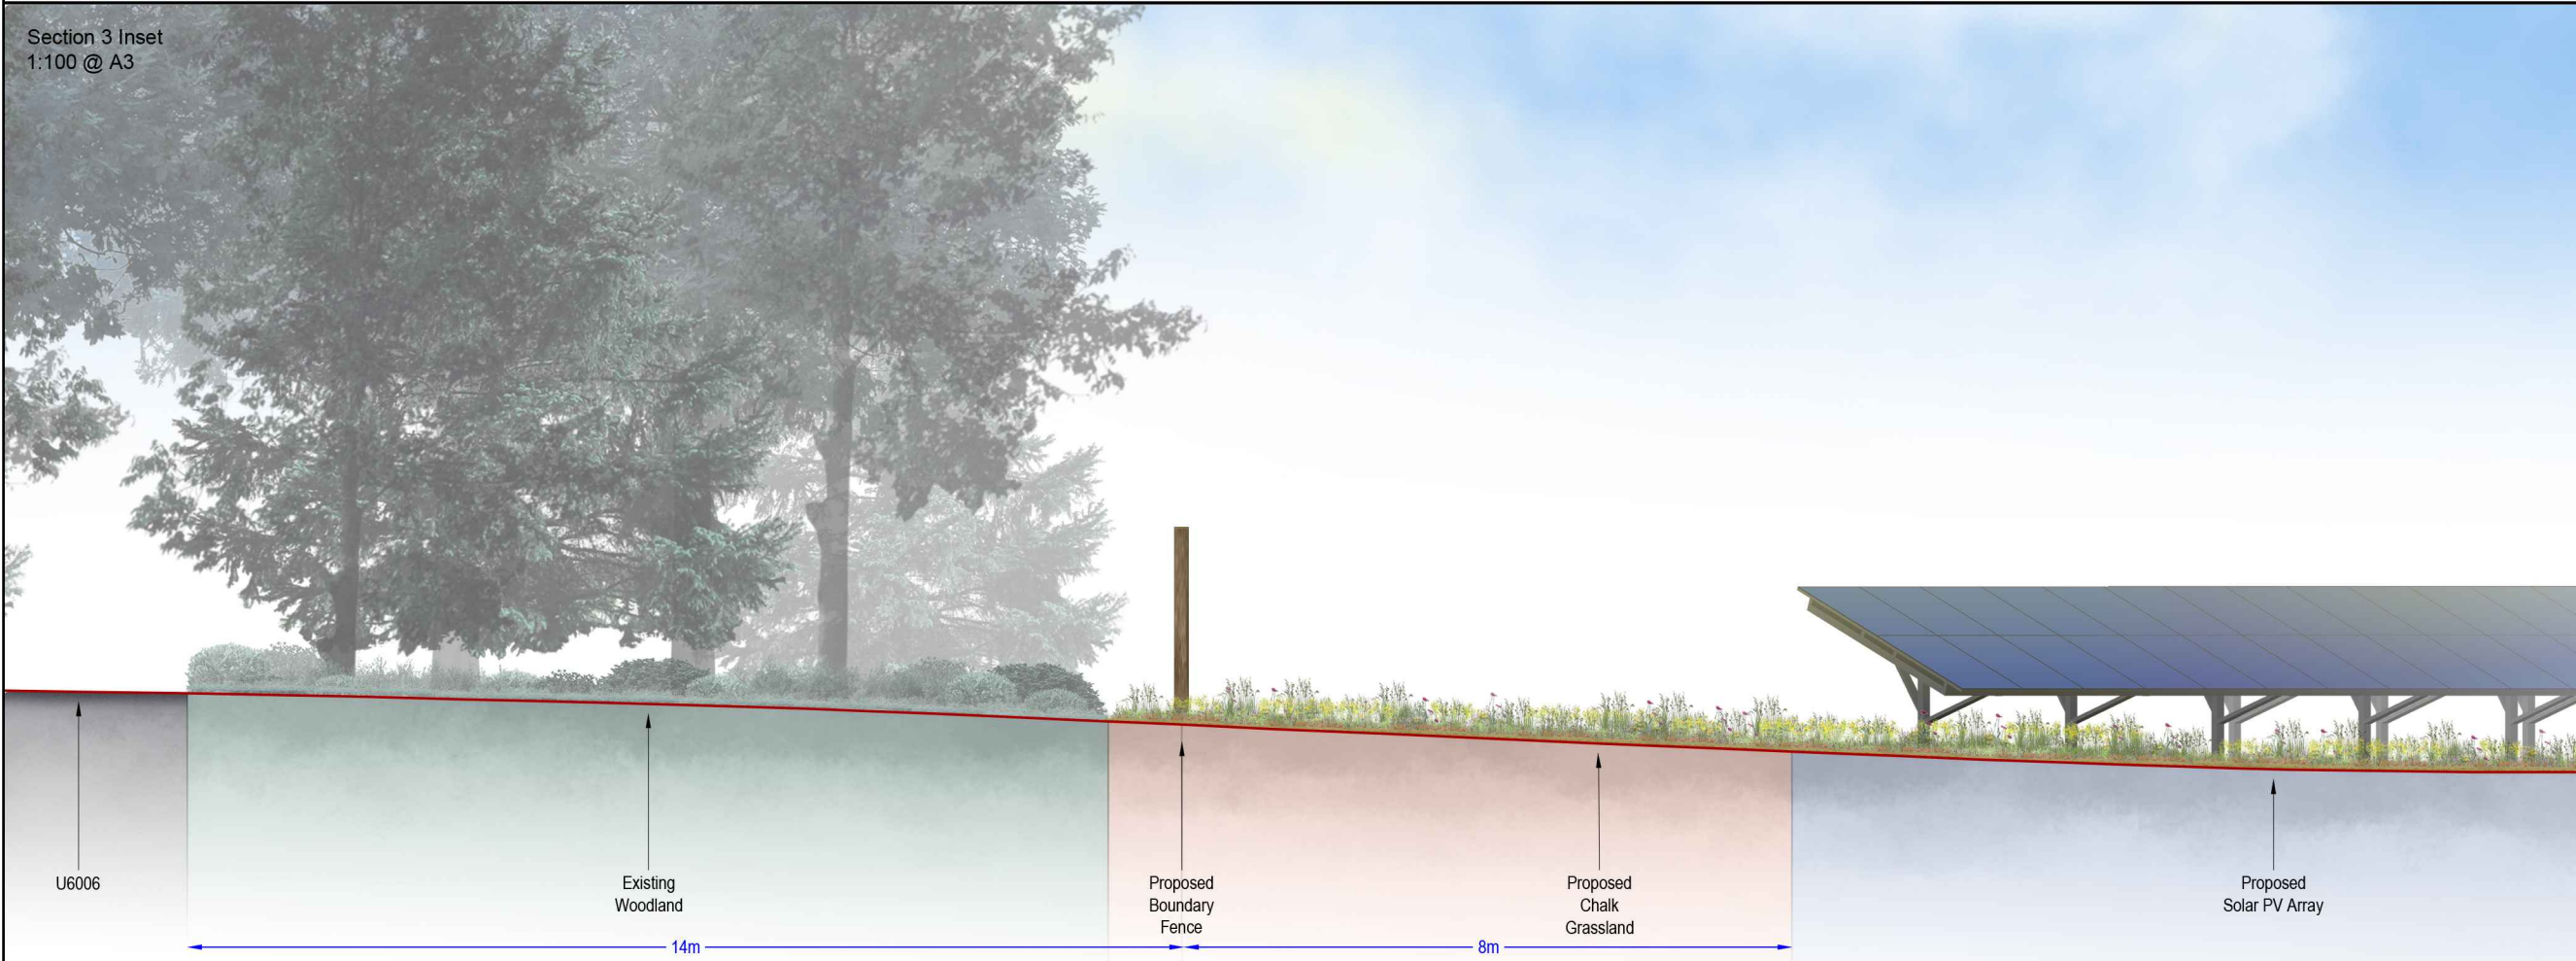 Section 3 Inset
1:100 @ A3
U6006
Existing
Woodland
Proposed
Boundary
Fence
Proposed
Chalk
Grassland
Proposed
Solar PV Array
14m
8m